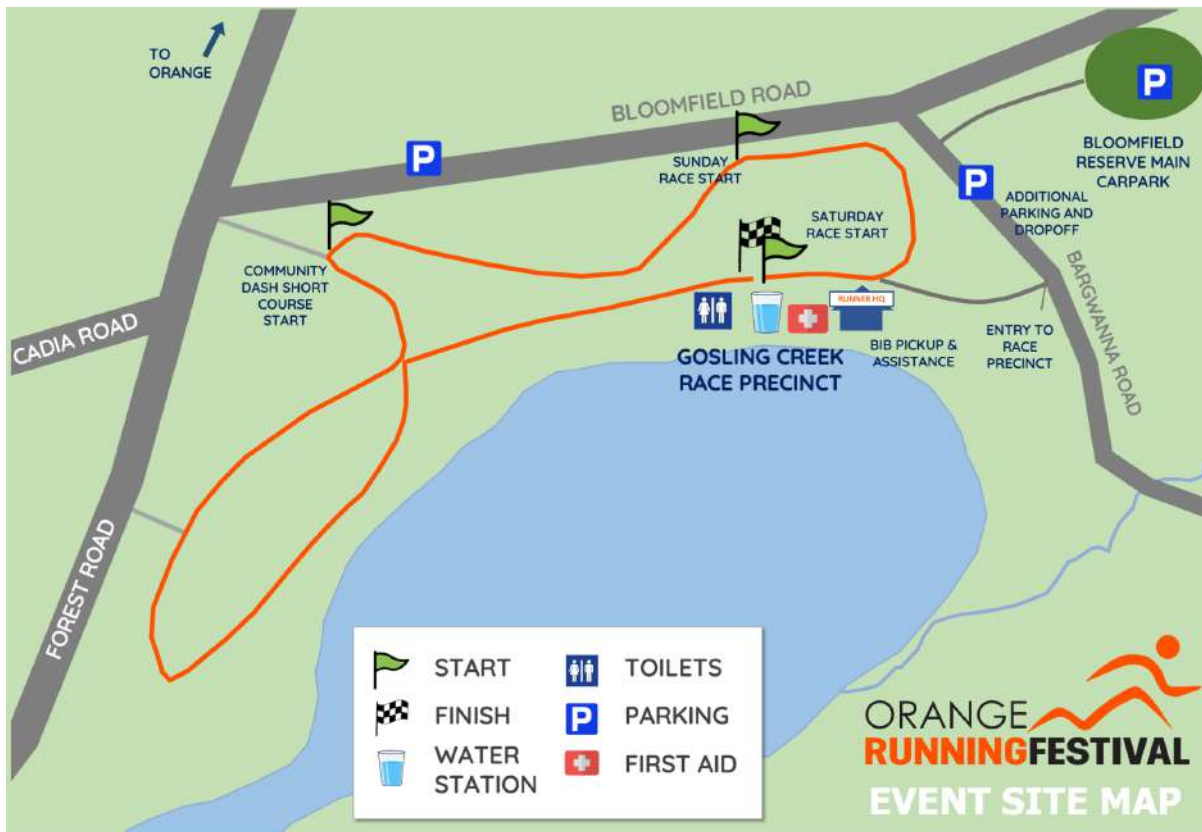 TO
ORANGE
BLOOMFIELD ROAD
P
P
P
BLOOMFIELD
RESERVE MAIN
CARPARK
SUNDAY
RACE START
ADDITIONAL
PARKING AND
DROPOFF
SATURDAY
RACE START
COMMUNITY
DASH SHORT
COURSE
START
CADIA ROAD
RUNNER HQ
GOSLING CREEK
RACE PRECINCT
BIB PICKUP &
ASSISTANCE
ENTRY TO
RACE
PRECINCT
BARGWANNA ROAD
FOREST ROAD
START
TOILETS
FINISH
P
PARKING
WATER
STATION
FIRST AID
ORANGE
RUNNINGFESTIVAL
EVENT SITE MAP